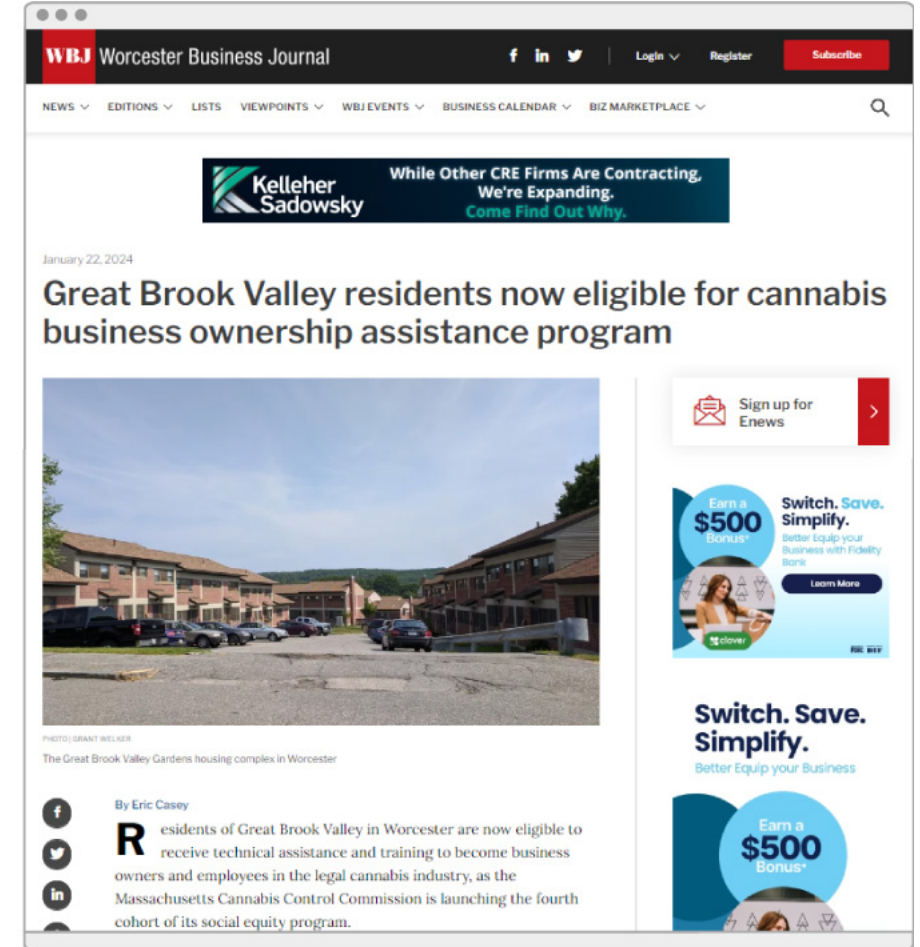 WBJ Worcester Business Journal
Login
Register
Subscribe
NEWS
EDITIONS
LISTS
VIEWPOINTS
WBJ EVENTS
BUSINESS CALENDAR
BIZ MARKETPLACE
Kelleher
Sadowsky
While Other CRE Firms Are Contracting,
We're Expanding.
Come Find Out Why.
January 22, 2024
Great Brook Valley residents now eligible for cannabis
business ownership assistance program
PHOTO | GRANT WELKER
The Great Brook Valley Gardens housing complex in Worcester
By Eric Casey
Residents of Great Brook Valley in Worcester are now eligible to
receive technical assistance and training to become business
owners and employees in the legal cannabis industry, as the
Massachusetts Cannabis Control Commission is launching the fourth
cohort of its social equity program.
Sign up for
Enews
Earn a
$500
Bonus*
Switch. Save.
Simplify.
Better Equip your
Business with Fidelity
Bank
Learn More
clover
Switch. Save.
Simplify.
Better Equip your Business
Earn a
$500
Bonus*